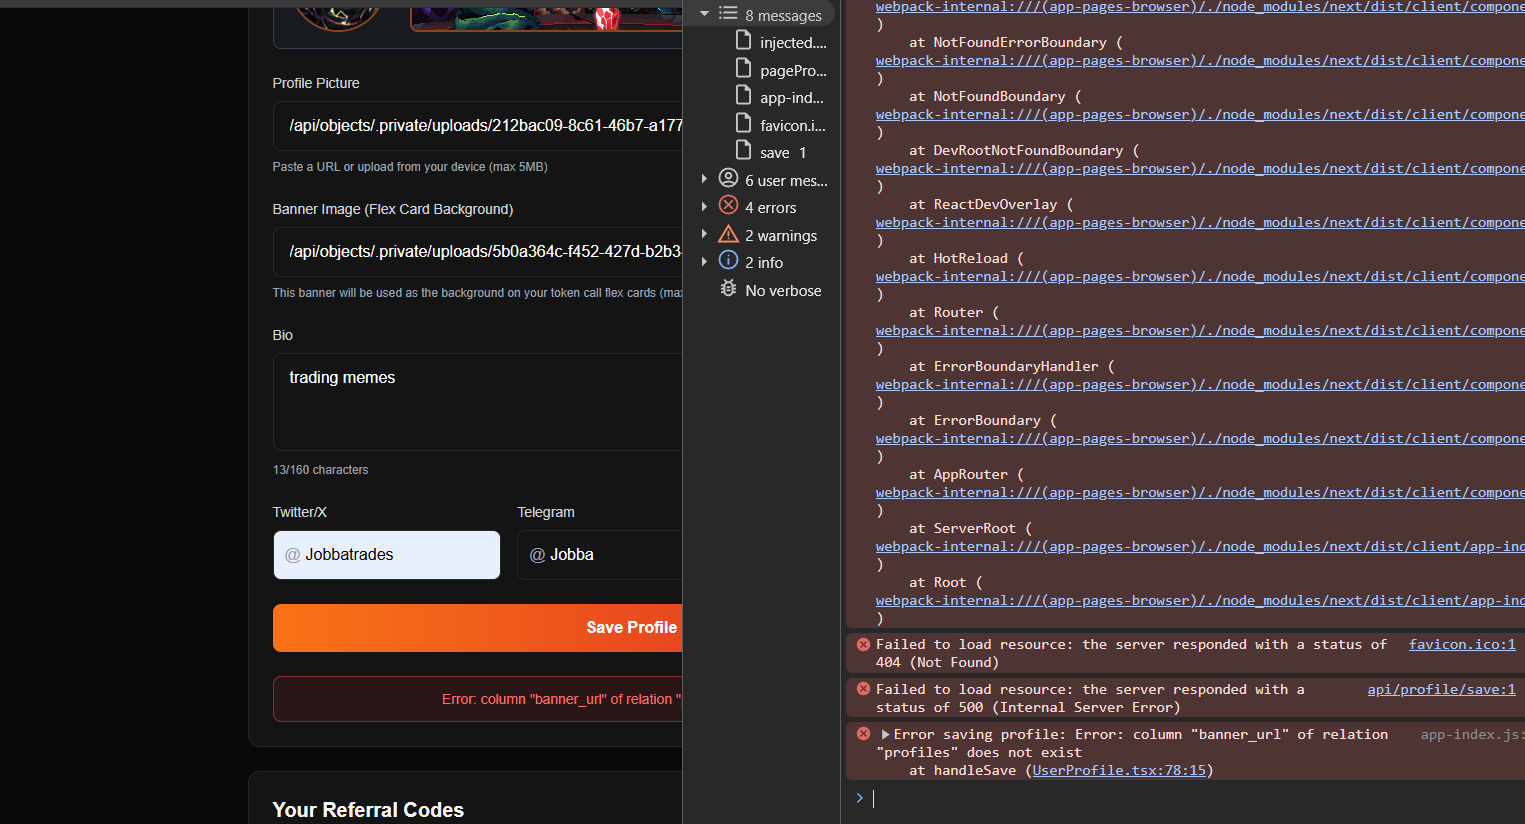 Profile Picture
/api/objects/.private/uploads/212bac09-8c61-46b7-a177
Paste a URL or upload from your device (max 5MB)
Banner Image (Flex Card Background)
/api/objects/.private/uploads/5b0a364c-f452-427d-b2b3-
This banner will be used as the background on your token call flex cards (max
Bio
trading memes
13/160 characters
Twitter/X
Telegram
@ Jobbatrades
@ Jobba
Save Profile
Error: column "banner_url" of relation "
Your Referral Codes
8 messages
injected....
pagePro...
app-ind...
favicon.i...
save 1
6 user mes...
4 errors
2 warnings
2 info
No verbose
webpack-internal:///(app-pages-browser)/./node_modules/next/dist/client/compone
)
at NotFoundErrorBoundary (
webpack-internal:///(app-pages-browser)/./node_modules/next/dist/client/compone
)
at NotFoundBoundary (
webpack-internal:///(app-pages-browser)/./node_modules/next/dist/client/compone
)
at DevRootNotFoundBoundary (
webpack-internal:///(app-pages-browser)/./node_modules/next/dist/client/compone
)
at ReactDevOverlay (
webpack-internal:///(app-pages-browser)/./node_modules/next/dist/client/compone
)
at HotReload (
webpack-internal:///(app-pages-browser)/./node_modules/next/dist/client/compone
)
at Router (
webpack-internal:///(app-pages-browser)/./node_modules/next/dist/client/compone
)
at ErrorBoundaryHandler (
webpack-internal:///(app-pages-browser)/./node_modules/next/dist/client/compone
)
at ErrorBoundary (
webpack-internal:///(app-pages-browser)/./node_modules/next/dist/client/compone
)
at AppRouter (
webpack-internal:///(app-pages-browser)/./node_modules/next/dist/client/compone
)
at ServerRoot (
webpack-internal:///(app-pages-browser)/./node_modules/next/dist/client/app-ind
)
at Root (
webpack-internal:///(app-pages-browser)/./node_modules/next/dist/client/app-ind
)
Failed to load resource: the server responded with a status of favicon.ico:1
404 (Not Found)
Failed to load resource: the server responded with a api/profile/save:1
status of 500 (Internal Server Error)
Error saving profile: Error: column "banner_url" of relation app-index.js:
"profiles" does not exist
at handleSave (UserProfile.tsx:78:15)